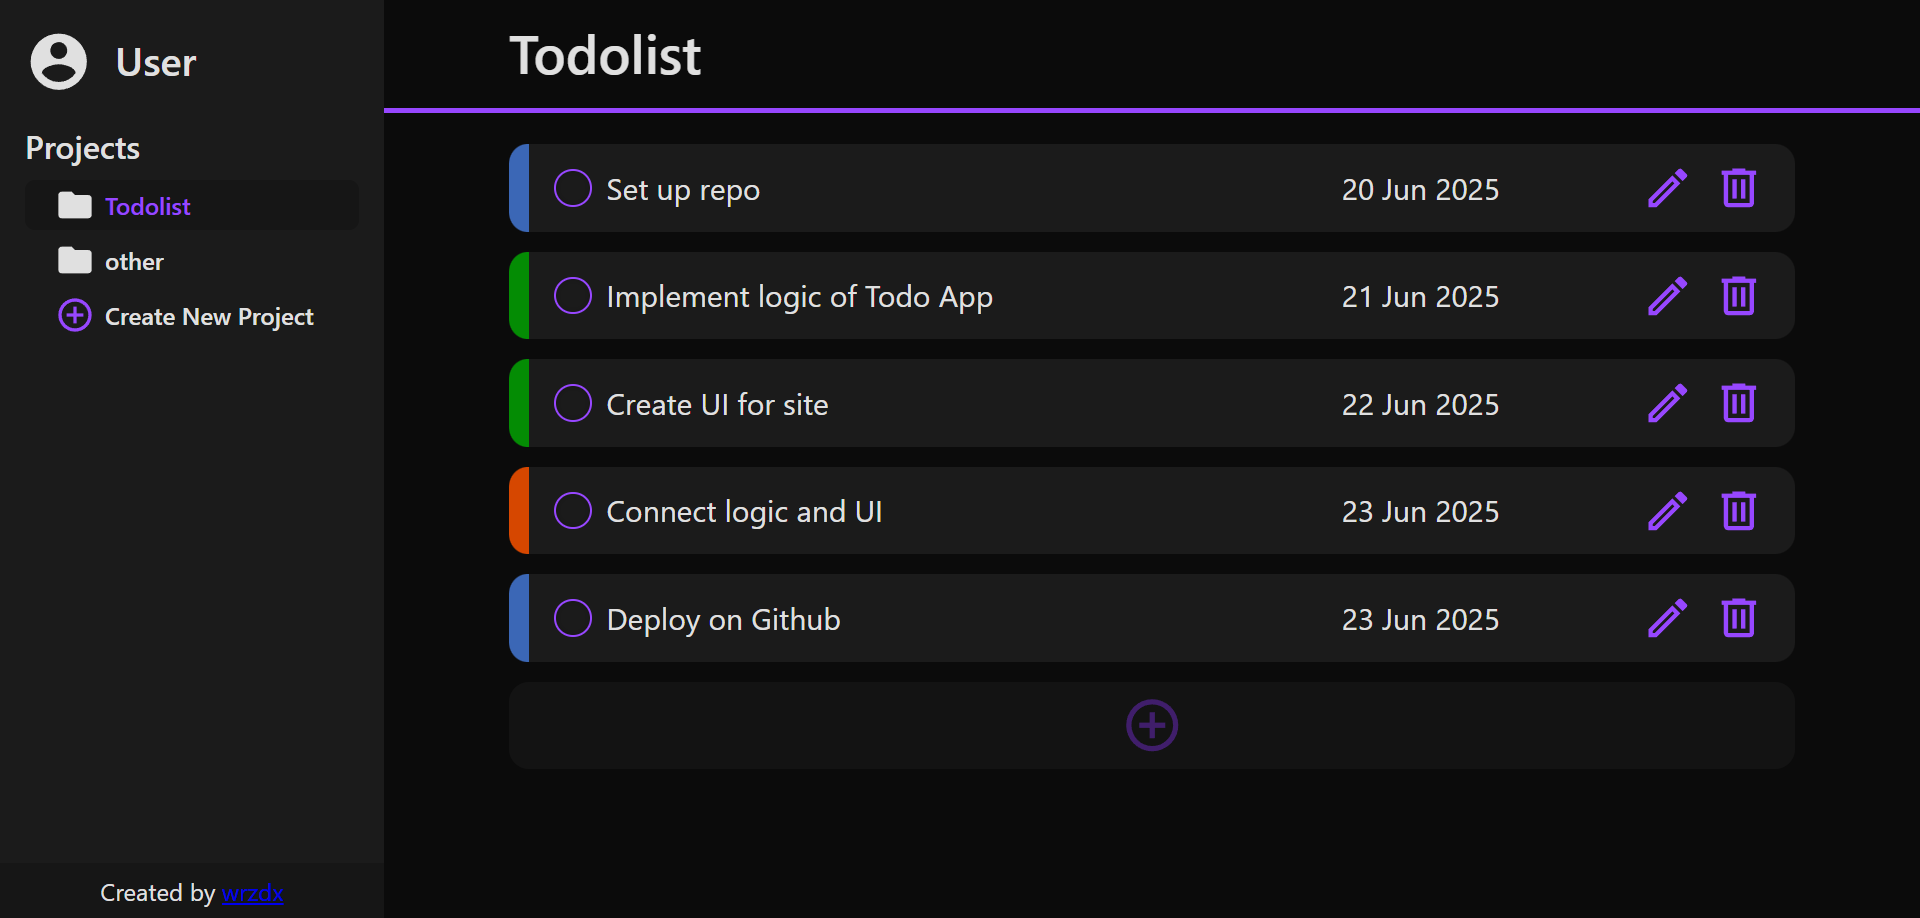 User
Projects
Todolist
other
Create New Project
Created by wrzdx
Todolist
Set up repo 20 Jun 2025
Implement logic of Todo App 21 Jun 2025
Create UI for site 22 Jun 2025
Connect logic and UI 23 Jun 2025
Deploy on Github 23 Jun 2025